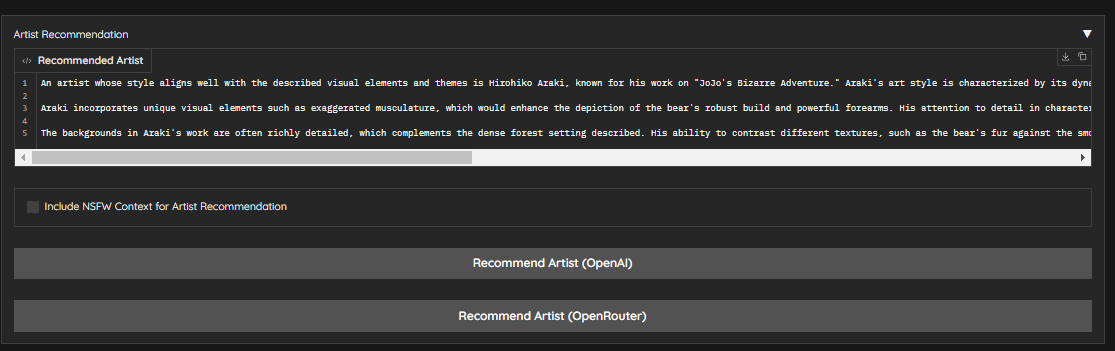 Artist Recommendation ▼
</> Recommended Artist
1 An artist whose style aligns well with the described visual elements and themes is Hirohiko Araki, known for his work on "JoJo's Bizarre Adventure." Araki's art style is characterized by its dyna
2
3 Araki incorporates unique visual elements such as exaggerated musculature, which would enhance the depiction of the bear's robust build and powerful forearms. His attention to detail in character
4
5 The backgrounds in Araki's work are often richly detailed, which complements the dense forest setting described. His ability to contrast different textures, such as the bear's fur against the smo
Include NSFW Context for Artist Recommendation
Recommend Artist (OpenAI)
Recommend Artist (OpenRouter)